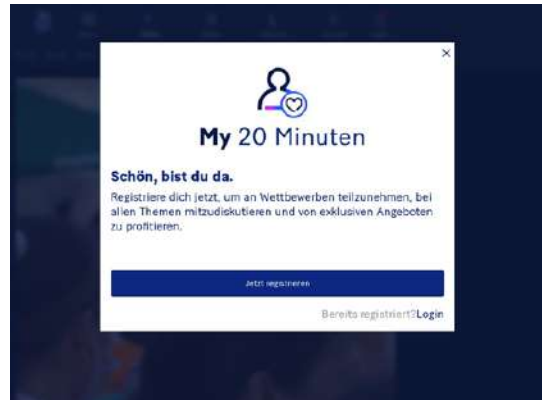 My 20 Minuten
Schön, bist du da.
Registriere dich jetzt, um an Wettbewerben teilzunehmen, bei
allen Themen mitzudiskutieren und von exklusiven Angeboten
zu profitieren.
Jetzt registrieren
Bereits registriert?Login